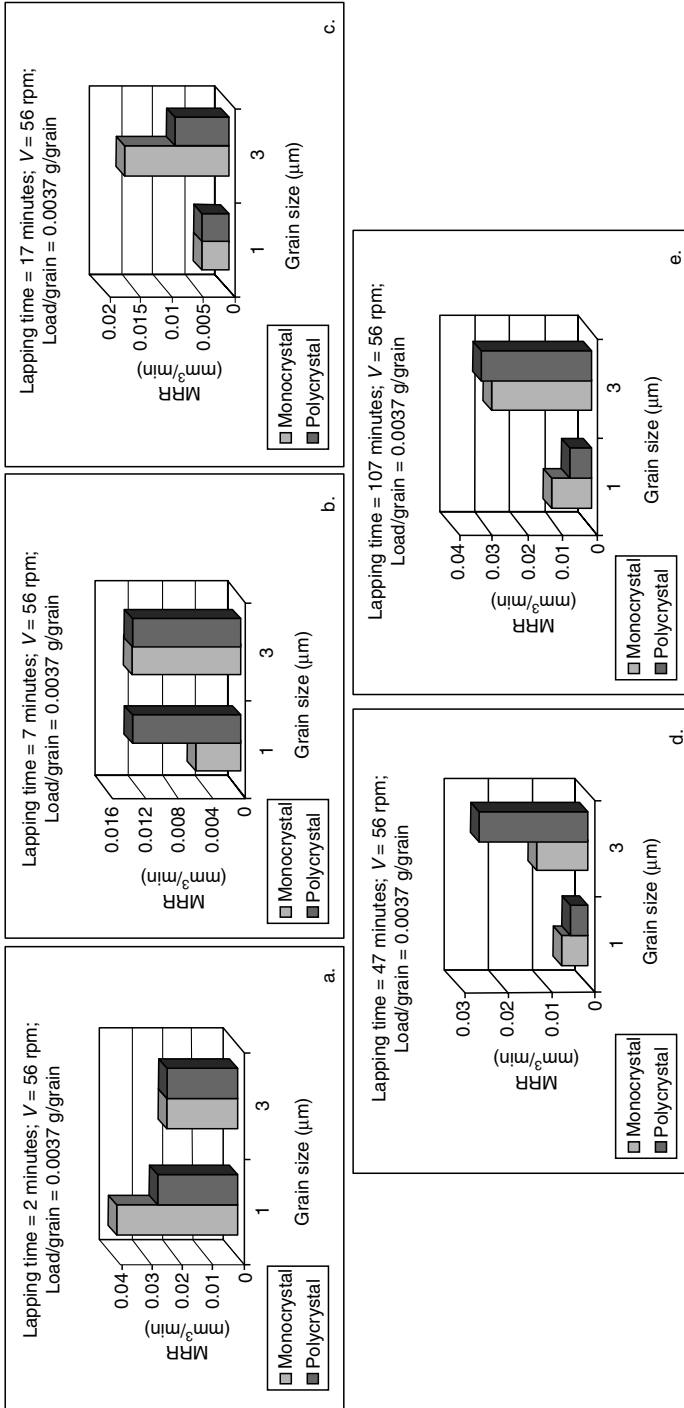 Lapping time = 2 minutes; V = 56 rpm;
Load/grain = 0.0037 g/grain
0.04
0.03
0.02
0.01
0
MRR
(mm³/min)
1
3
Grain size (μm)
Monocrystal
Polycrystal
a.
Lapping time = 7 minutes; V = 56 rpm;
Load/grain = 0.0037 g/grain
0.016
0.012
0.008
0.004
0
MRR
(mm³/min)
1
3
Grain size (μm)
Monocrystal
Polycrystal
b.
Lapping time = 17 minutes; V = 56 rpm;
Load/grain = 0.0037 g/grain
0.02
0.015
0.01
0.005
0
MRR
(mm³/min)
1
3
Grain size (μm)
Monocrystal
Polycrystal
c.
Lapping time = 47 minutes; V = 56 rpm;
Load/grain = 0.0037 g/grain
0.03
0.02
0.01
0
MRR
(mm³/min)
1
3
Grain size (μm)
Monocrystal
Polycrystal
d.
Lapping time = 107 minutes; V = 56 rpm;
Load/grain = 0.0037 g/grain
0.04
0.03
0.02
0.01
0
MRR
(mm³/min)
1
3
Grain size (μm)
Monocrystal
Polycrystal
e.